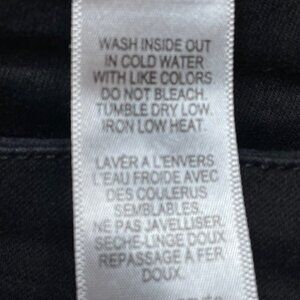 WASH INSIDE OUT
IN COLD WATER
WITH LIKE COLORS
DO NOT BLEACH.
TUMBLE DRY LOW.
IRON LOW HEAT.
LAVER A L'ENVERS
L'EAU FROIDE AVEC
DES COULERUS
SEMBLABLES.
NE PAS JAVELLISER.
SECHE-LINGE DOUX
REPASSAGE A FER
DOUX.